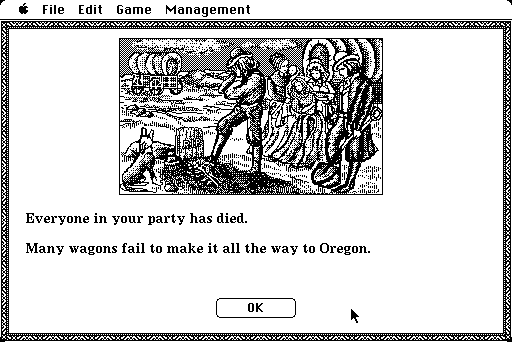 File Edit Game Management
Everyone in your party has died.
Many wagons fail to make it all the way to Oregon.
OK